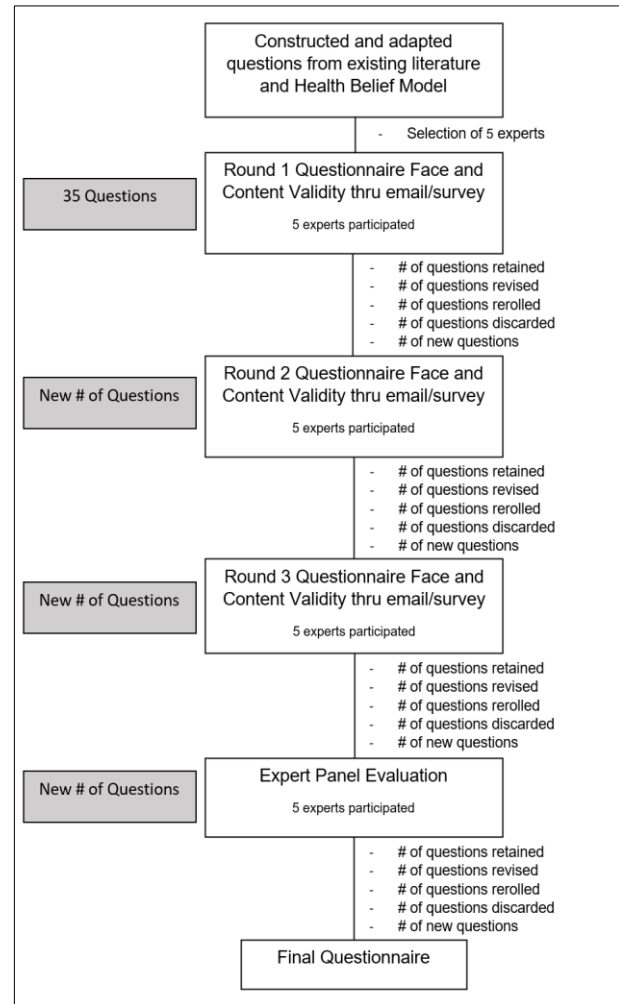 Constructed and adapted
questions from existing literature
and Health Belief Model
- Selection of 5 experts
35 Questions
Round 1 Questionnaire Face and
Content Validity thru email/survey
5 experts participated
- # of questions retained
- # of questions revised
- # of questions rerolled
- # of questions discarded
- # of new questions
New # of Questions
Round 2 Questionnaire Face and
Content Validity thru email/survey
5 experts participated
- # of questions retained
- # of questions revised
- # of questions rerolled
- # of questions discarded
- # of new questions
New # of Questions
Round 3 Questionnaire Face and
Content Validity thru email/survey
5 experts participated
- # of questions retained
- # of questions revised
- # of questions rerolled
- # of questions discarded
- # of new questions
New # of Questions
Expert Panel Evaluation
5 experts participated
- # of questions retained
- # of questions revised
- # of questions rerolled
- # of questions discarded
- # of new questions
Final Questionnaire